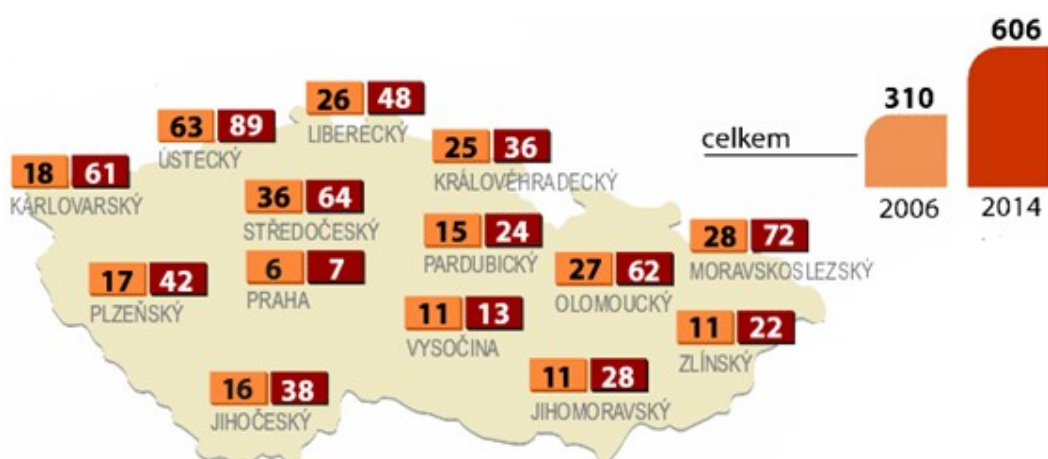 606
310
celkem
2006
2014
26 48
LIBERECKÝ
63 89
ÚSTECKÝ
25 36
KRÁLOVÉHRADECKÝ
18 61
KARLOVARSKÝ
36 64
STŘEDOČESKÝ
15 24
PARDUBICKÝ
28 72
MORAVSKOSLEZSKÝ
17 42
PLZEŇSKÝ
6 7
PRAHA
27 62
OLOMOUCKÝ
11 13
VYSOČINA
11 22
ZLÍNSKÝ
16 38
JIHOČESKÝ
11 28
JIHOMORAVSKÝ